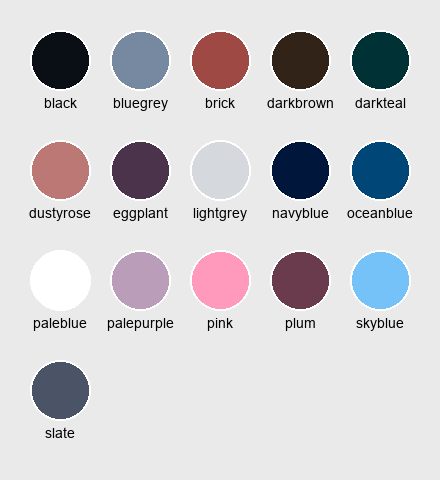 black bluegrey brick darkbrown darkteal
dustyrose eggplant lightgrey navyblue oceanblue
paleblue palepurple pink plum skyblue
slate